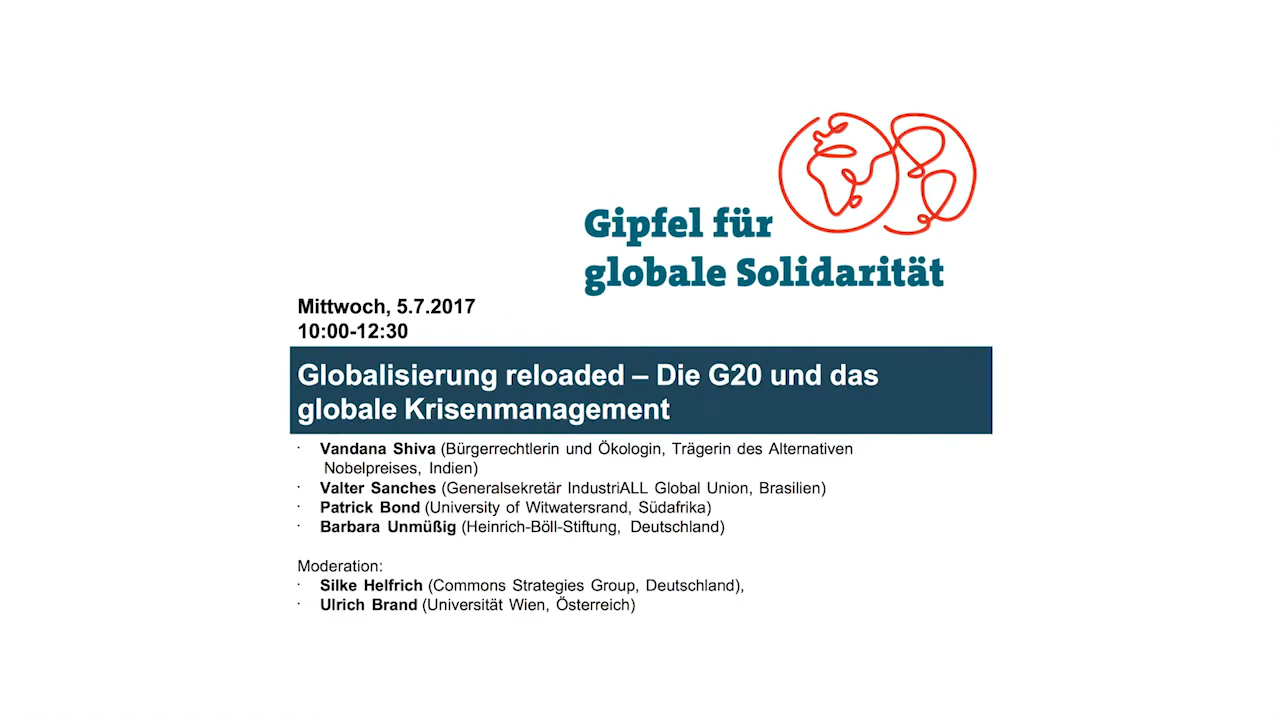 Gipfel für
globale Solidarität
Mittwoch, 5.7.2017
10:00-12:30
Globalisierung reloaded – Die G20 und das
globale Krisenmanagement
· Vandana Shiva (Bürgerrechtlerin und Ökologin, Trägerin des Alternativen
Nobelpreises, Indien)
· Valter Sanches (Generalsekretär IndustriALL Global Union, Brasilien)
· Patrick Bond (University of Witwatersrand, Südafrika)
· Barbara Unmüßig (Heinrich-Böll-Stiftung, Deutschland)
Moderation:
· Silke Helfrich (Commons Strategies Group, Deutschland),
· Ulrich Brand (Universität Wien, Österreich)